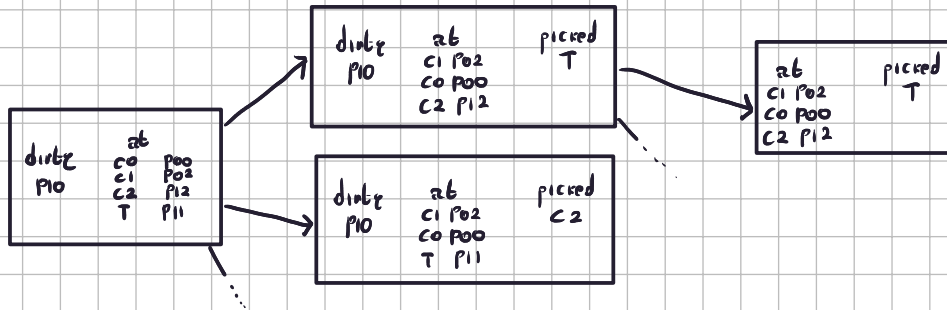 dirty at picked
P10 C1 P02 T
C0 P00
C2 P12
at picked
C1 P02 T
C0 P00
C2 P12
dirty at
P10 C0 P00
C1 P02
C2 P12
T P11
dirty at picked
P10 C1 P02 C2
C0 P00
T P11